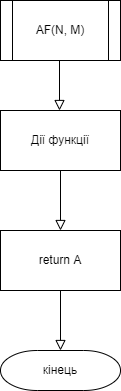 AF(N, M)
Дії функції
return A
кінець